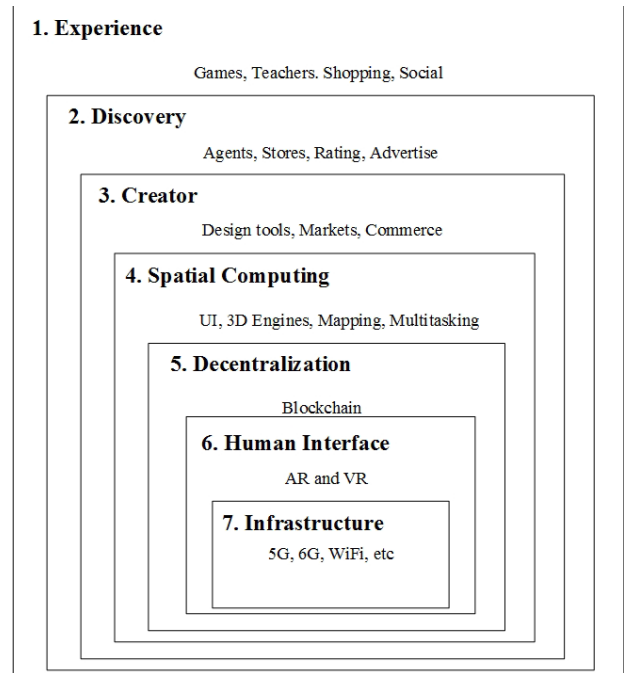 1. Experience
Games, Teachers. Shopping, Social
2. Discovery
Agents, Stores, Rating, Advertise
3. Creator
Design tools, Markets, Commerce
4. Spatial Computing
UI, 3D Engines, Mapping, Multitasking
5. Decentralization
Blockchain
6. Human Interface
AR and VR
7. Infrastructure
5G, 6G, WiFi, etc